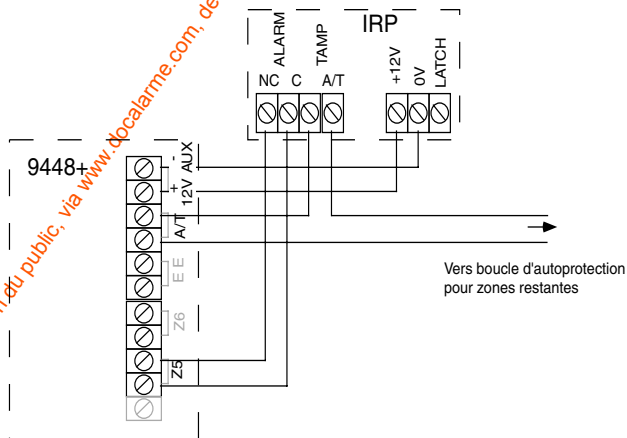 IRP
ALARM
TAMP
NC C A/T
+12V
0V
LATCH
9448+
- AUX
+ 12V
A/T
E E
Z6
Z5
Vers boucle d'autoprotection
pour zones restantes
du public, via www.docalarme.com, de